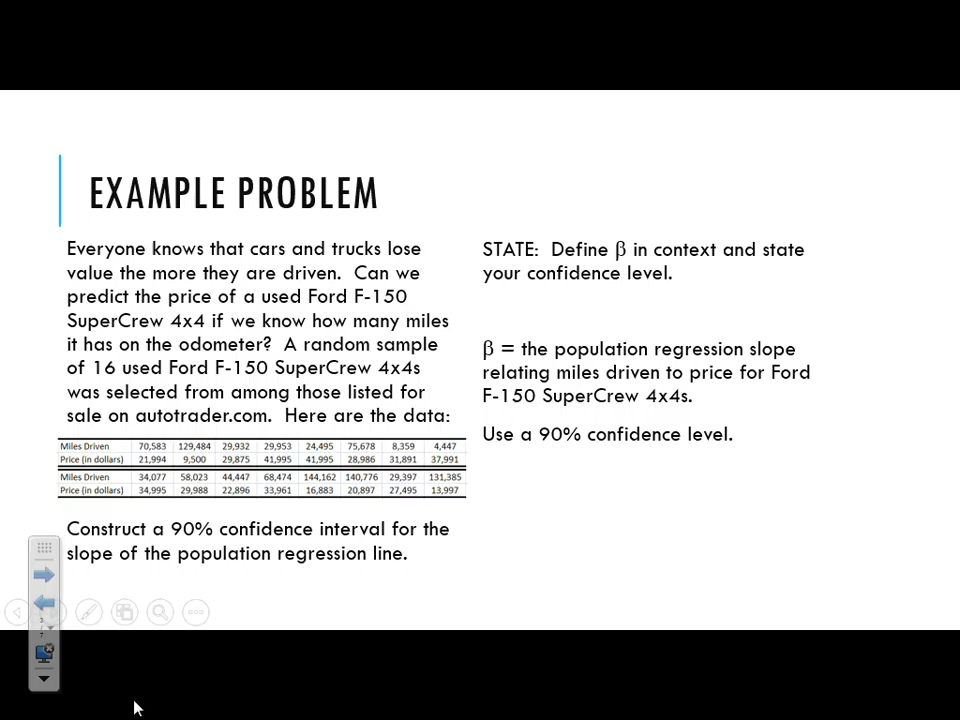 EXAMPLE PROBLEM
Everyone knows that cars and trucks lose
value the more they are driven. Can we
predict the price of a used Ford F-150
SuperCrew 4x4 if we know how many miles
it has on the odometer? A random sample
of 16 used Ford F-150 SuperCrew 4x4s
was selected from among those listed for
sale on autotrader.com. Here are the data:
Miles Driven 70,583 129,484 29,932 29,953 24,495 75,678 8,359 4,447
Price (in dollars) 21,994 9,500 29,875 41,995 41,995 28,986 31,891 37,991
Miles Driven 34,077 58,023 44,447 68,474 144,162 140,776 29,397 131,385
Price (in dollars) 34,995 29,988 22,896 33,961 16,883 20,897 27,495 13,997
Construct a 90% confidence interval for the
slope of the population regression line.
STATE: Define β in context and state
your confidence level.
β = the population regression slope
relating miles driven to price for Ford
F-150 SuperCrew 4x4s.
Use a 90% confidence level.